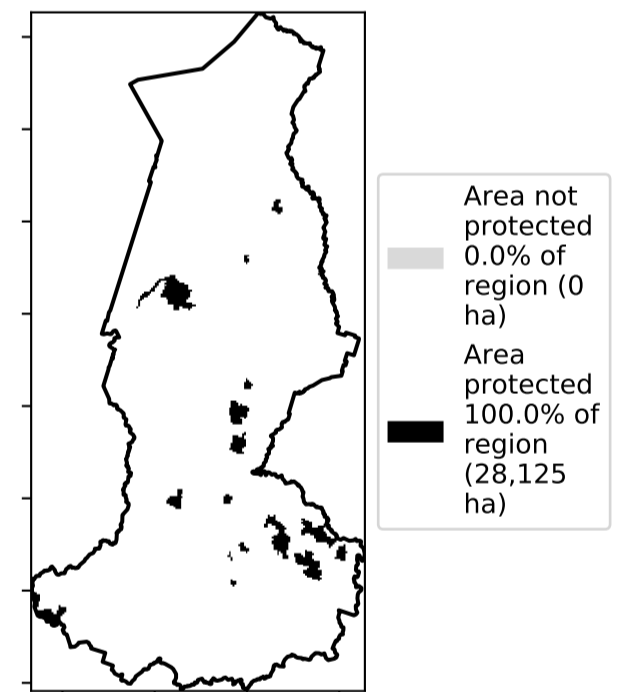 Area not
protected
0.0% of
region (0
ha)
Area
protected
100.0% of
region
(28,125
ha)